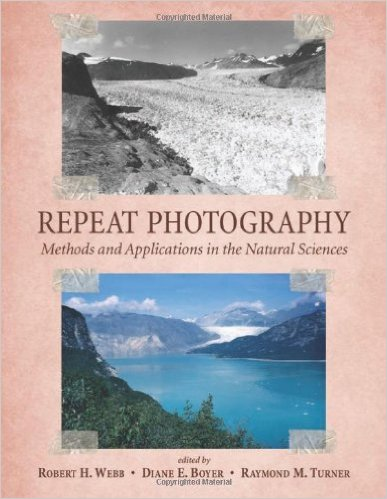 Copyrighted Material
REPEAT PHOTOGRAPHY
Methods and Applications in the Natural Sciences
edited by
ROBERT H. WEBB • DIANE E. BOYER • RAYMOND M. TURNER
Copyrighted Material